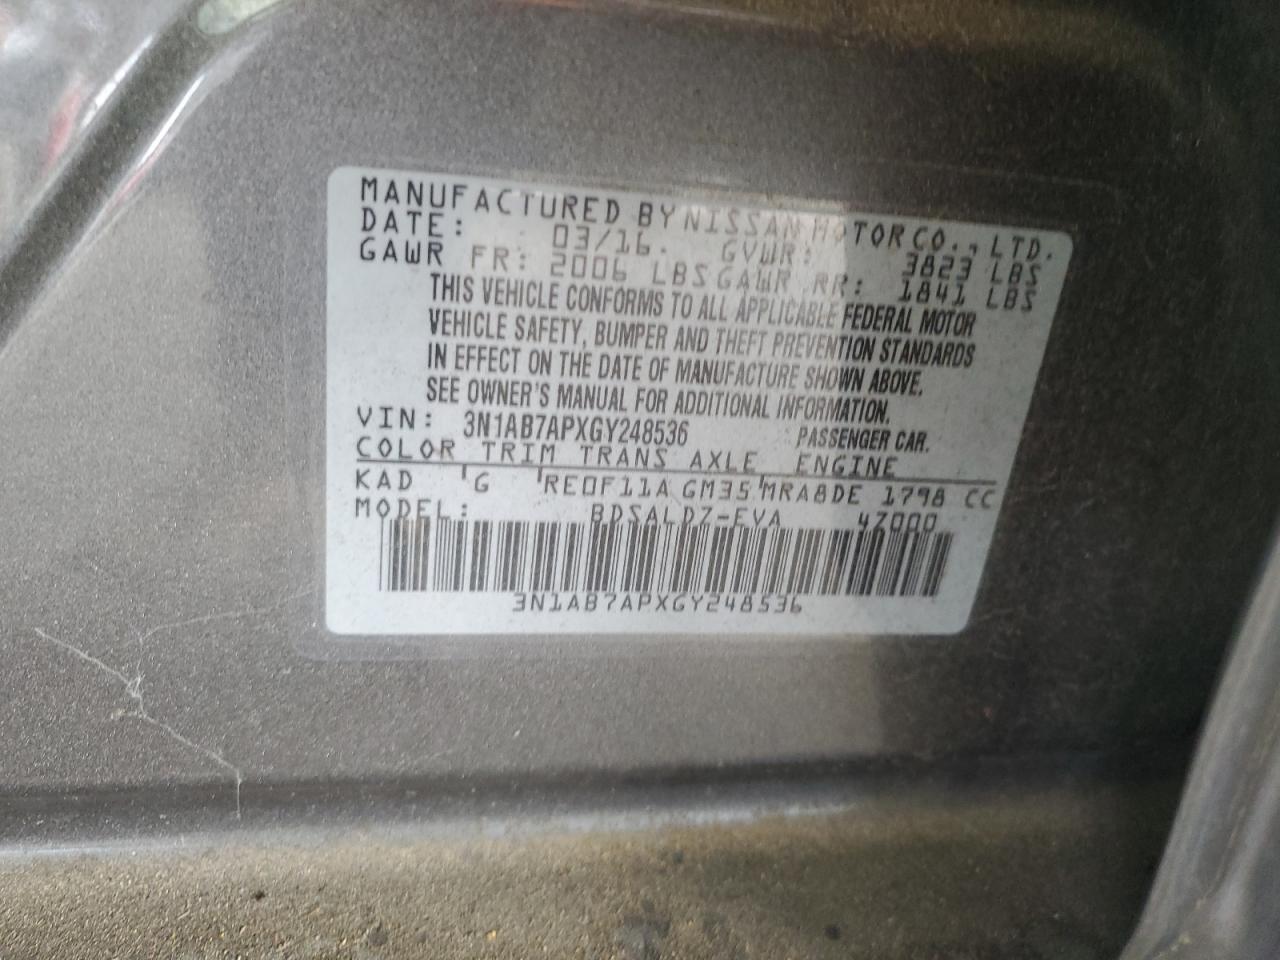 MANUFACTURED BY NISSAN MOTOR CO., LTD.
DATE: 03/16. GVWR: 3823 LBS
GAWR FR: 2006 LBS GAWR RR: 1841 LBS
THIS VEHICLE CONFORMS TO ALL APPLICABLE FEDERAL MOTOR
VEHICLE SAFETY, BUMPER AND THEFT PREVENTION STANDARDS
IN EFFECT ON THE DATE OF MANUFACTURE SHOWN ABOVE.
SEE OWNER'S MANUAL FOR ADDITIONAL INFORMATION.
VIN: 3N1AB7APXGY248536 PASSENGER CAR.
COLOR TRIM TRANS AXLE ENGINE
KAD G RE0F11A GM35 MRA8DE 1798 CC
MODEL: BDSALDZ-EVA 4Z000
3N1AB7APXGY248536